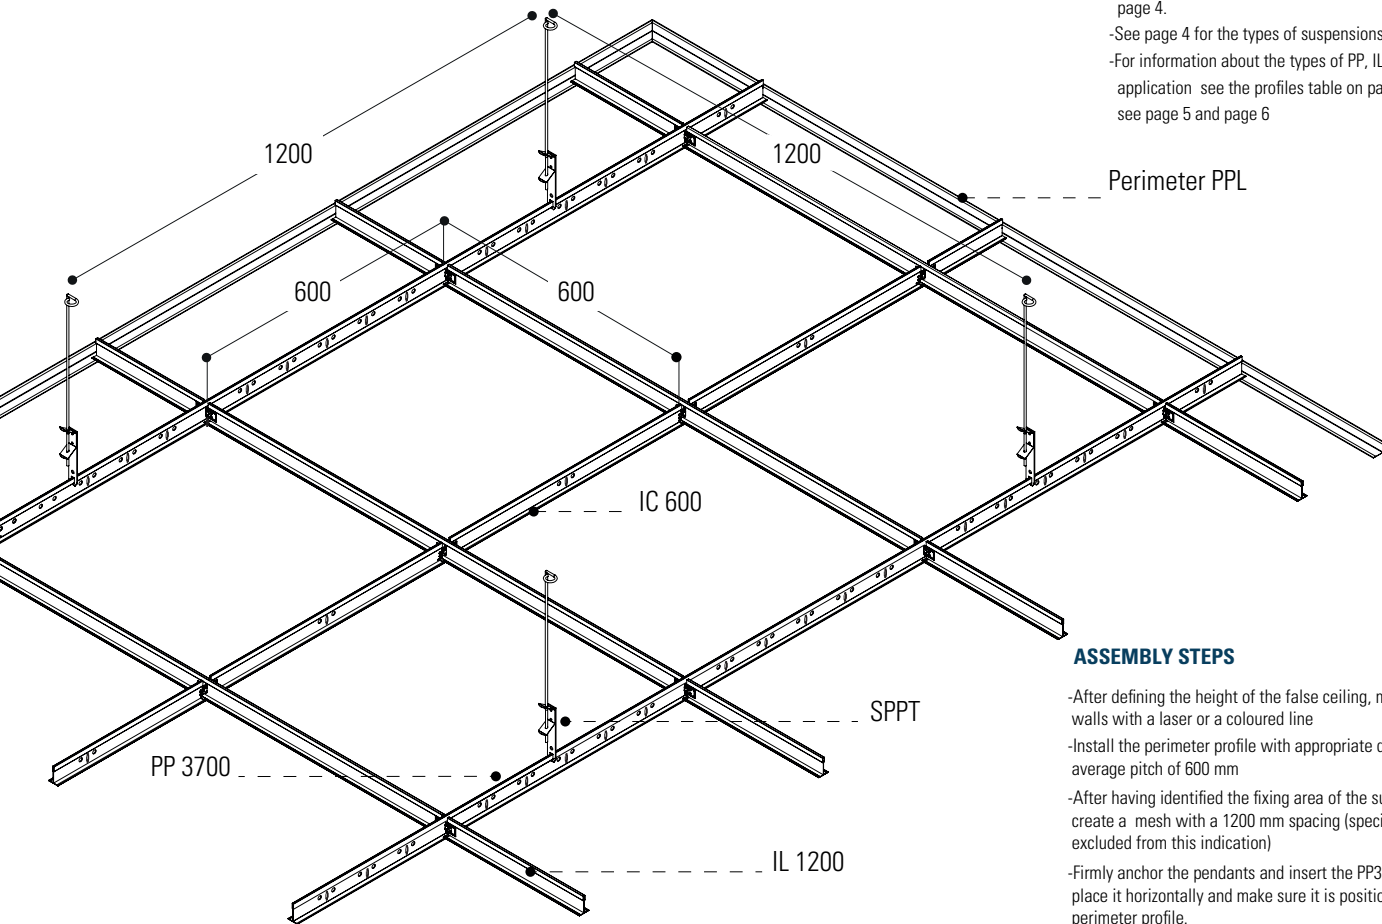 page 4.
-See page 4 for the types of suspensions
-For information about the types of PP, IL
application see the profiles table on pa
see page 5 and page 6
1200
1200
Perimeter PPL
600
600
IC 600
SPPT
PP 3700
IL 1200
ASSEMBLY STEPS
-After defining the height of the false ceiling, m
walls with a laser or a coloured line
-Install the perimeter profile with appropriate
average pitch of 600 mm
-After having identified the fixing area of the su
create a mesh with a 1200 mm spacing (speci
excluded from this indication)
-Firmly anchor the pendants and insert the PP3
place it horizontally and make sure it is position
perimeter profile.